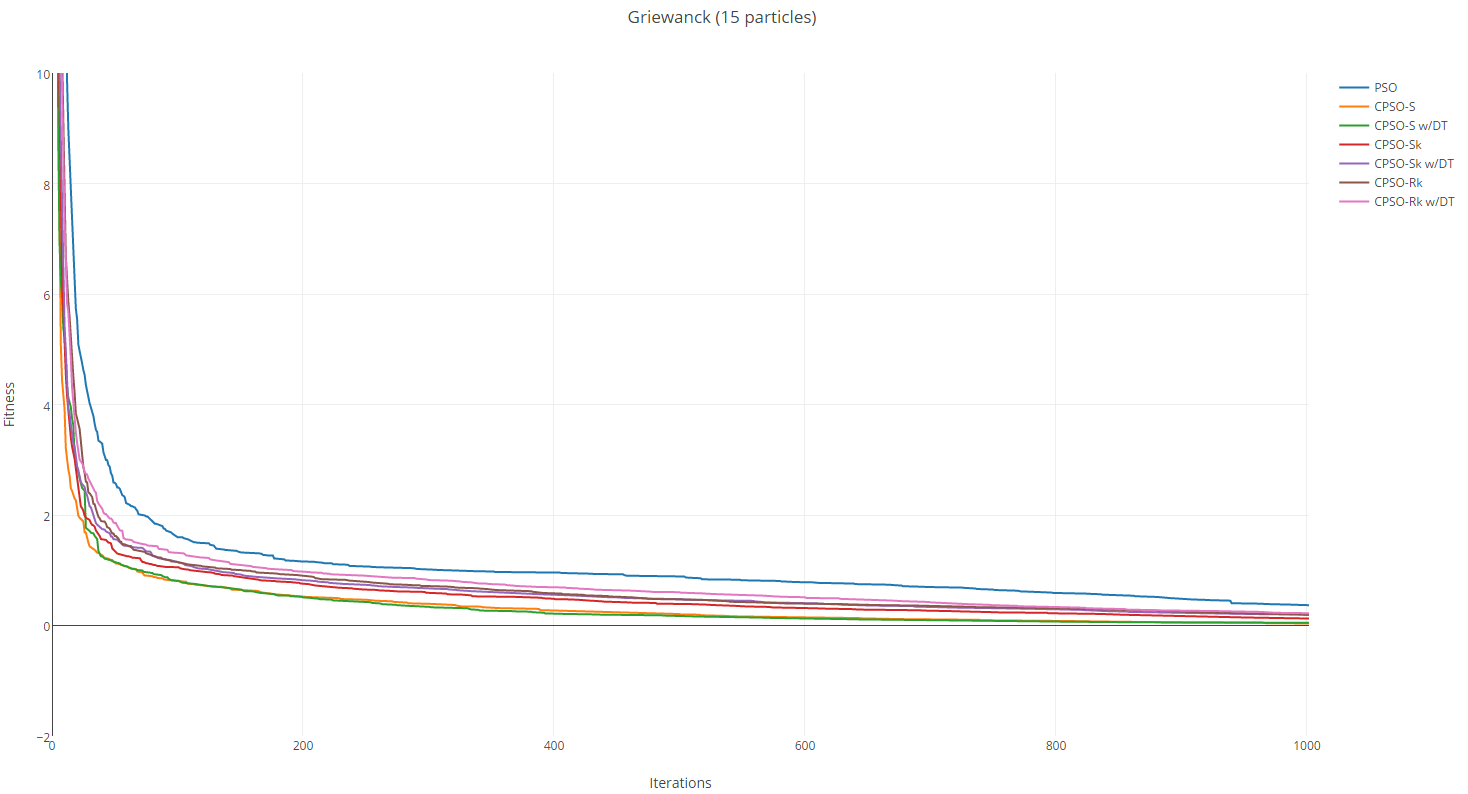 Griewanck (15 particles)
10
8
6
4
2
0
−2
Fitness
0
200
400
600
800
1000
Iterations
PSO
CPSO-S
CPSO-S w/DT
CPSO-Sk
CPSO-Sk w/DT
CPSO-Rk
CPSO-Rk w/DT